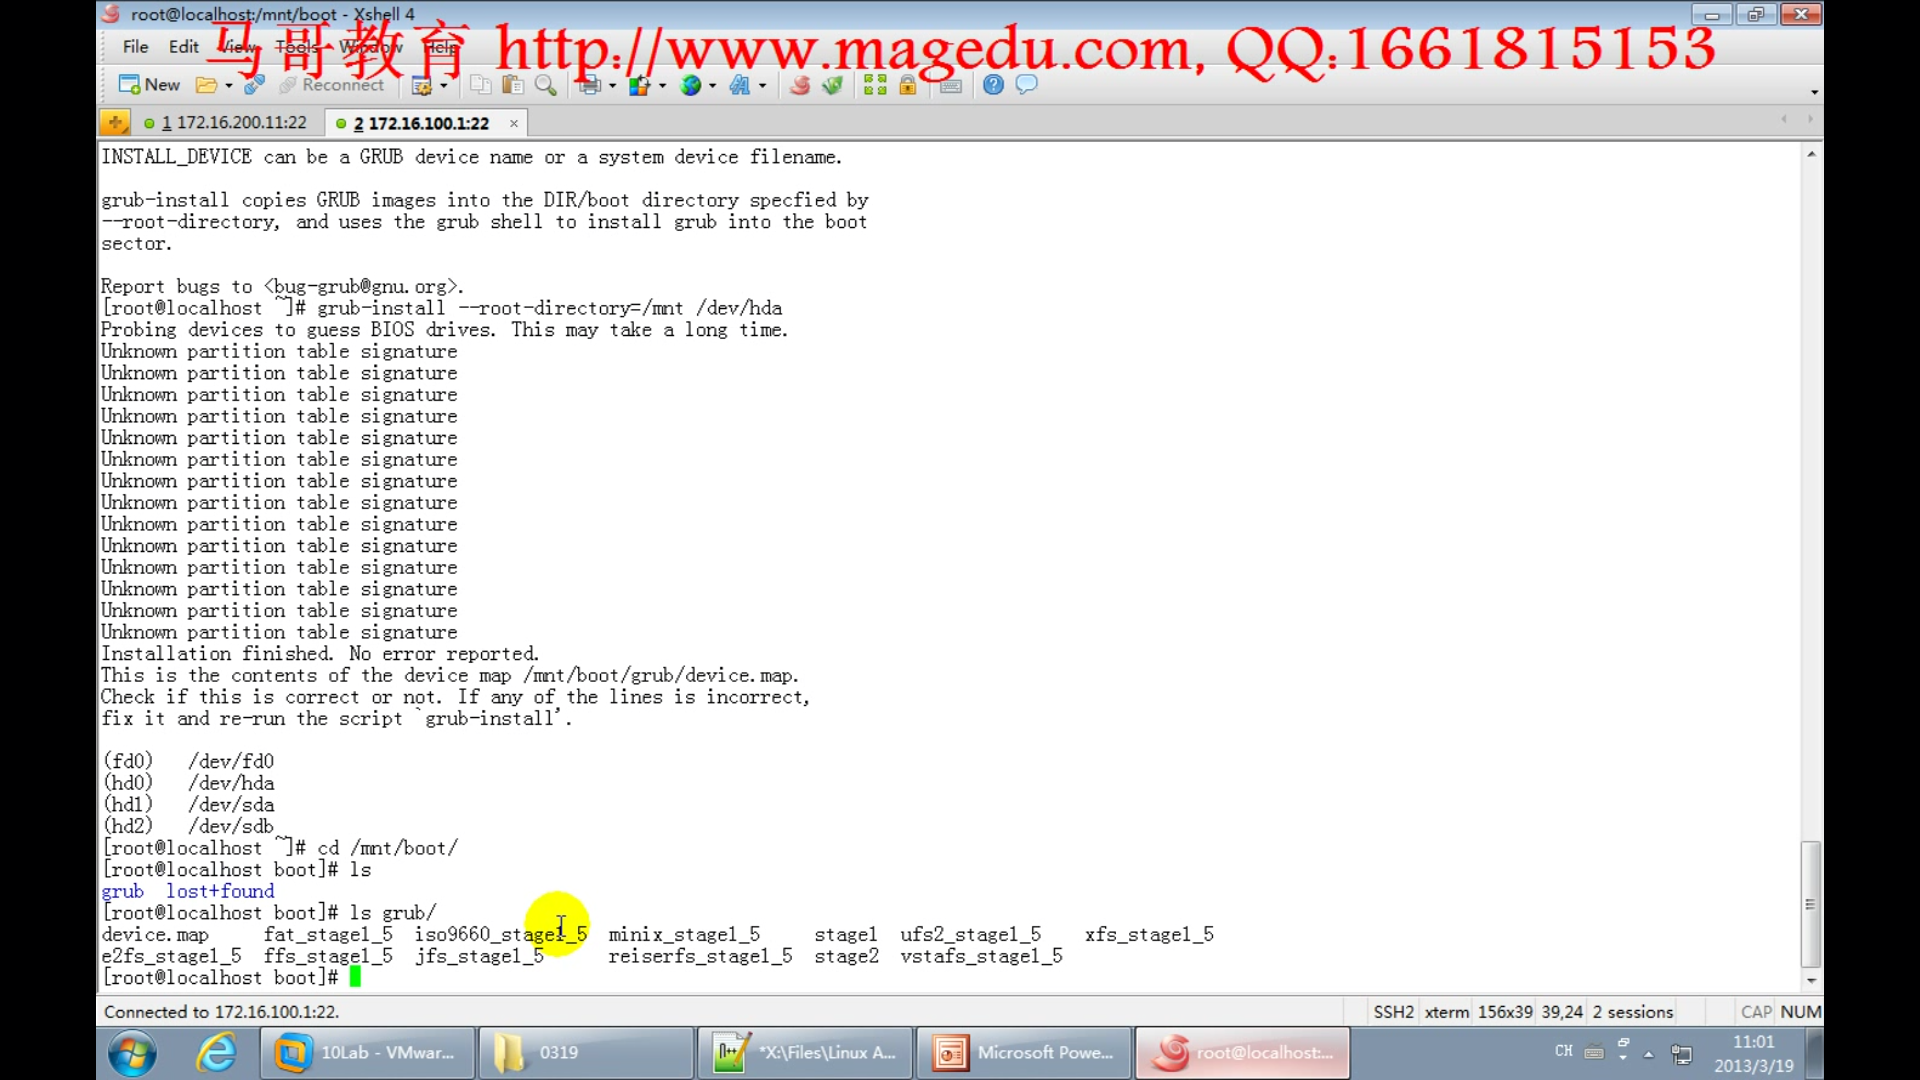 root@localhost:/mnt/boot - Xshell 4
马哥教育 http://www.magedu.com, QQ:1661815153
File Edit View Tools Window Help
New Reconnect
1 172.16.200.11:22 2 172.16.100.1:22
INSTALL_DEVICE can be a GRUB device name or a system device filename.
grub-install copies GRUB images into the DIR/boot directory specfied by
--root-directory, and uses the grub shell to install grub into the boot
sector.
Report bugs to <bug-grub@gnu.org>.
[root@localhost ~]# grub-install --root-directory=/mnt /dev/hda
Probing devices to guess BIOS drives. This may take a long time.
Unknown partition table signature
Unknown partition table signature
Unknown partition table signature
Unknown partition table signature
Unknown partition table signature
Unknown partition table signature
Unknown partition table signature
Unknown partition table signature
Unknown partition table signature
Unknown partition table signature
Unknown partition table signature
Unknown partition table signature
Unknown partition table signature
Unknown partition table signature
Installation finished. No error reported.
This is the contents of the device map /mnt/boot/grub/device.map.
Check if this is correct or not. If any of the lines is incorrect,
fix it and re-run the script `grub-install'.
(fd0) /dev/fd0
(hd0) /dev/hda
(hd1) /dev/sda
(hd2) /dev/sdb
[root@localhost ~]# cd /mnt/boot/
[root@localhost boot]# ls
grub lost+found
[root@localhost boot]# ls grub/
device.map fat_stage1_5 iso9660_stage1_5 minix_stage1_5 stage1 ufs2_stage1_5 xfs_stage1_5
e2fs_stage1_5 ffs_stage1_5 jfs_stage1_5 reiserfs_stage1_5 stage2 vstafs_stage1_5
[root@localhost boot]#
Connected to 172.16.100.1:22. SSH2 xterm 156x39 39,24 2 sessions CAP NUM
10Lab - VMwar... 0319 *X:\Files\Linux A... Microsoft Powe... root@localhost:... CH 11:01
2013/3/19